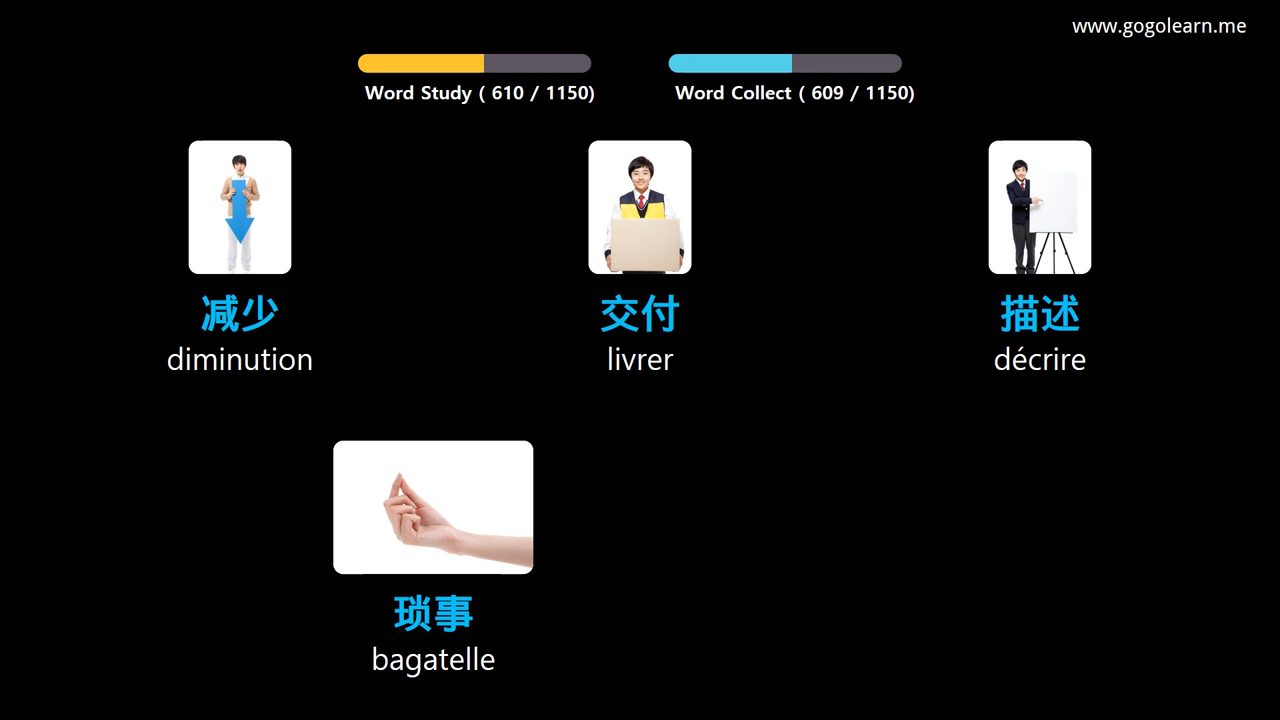 www.gogolearn.me
Word Study ( 610 / 1150)
Word Collect ( 609 / 1150)
减少
diminution
交付
livrer
描述
décrire
琐事
bagatelle